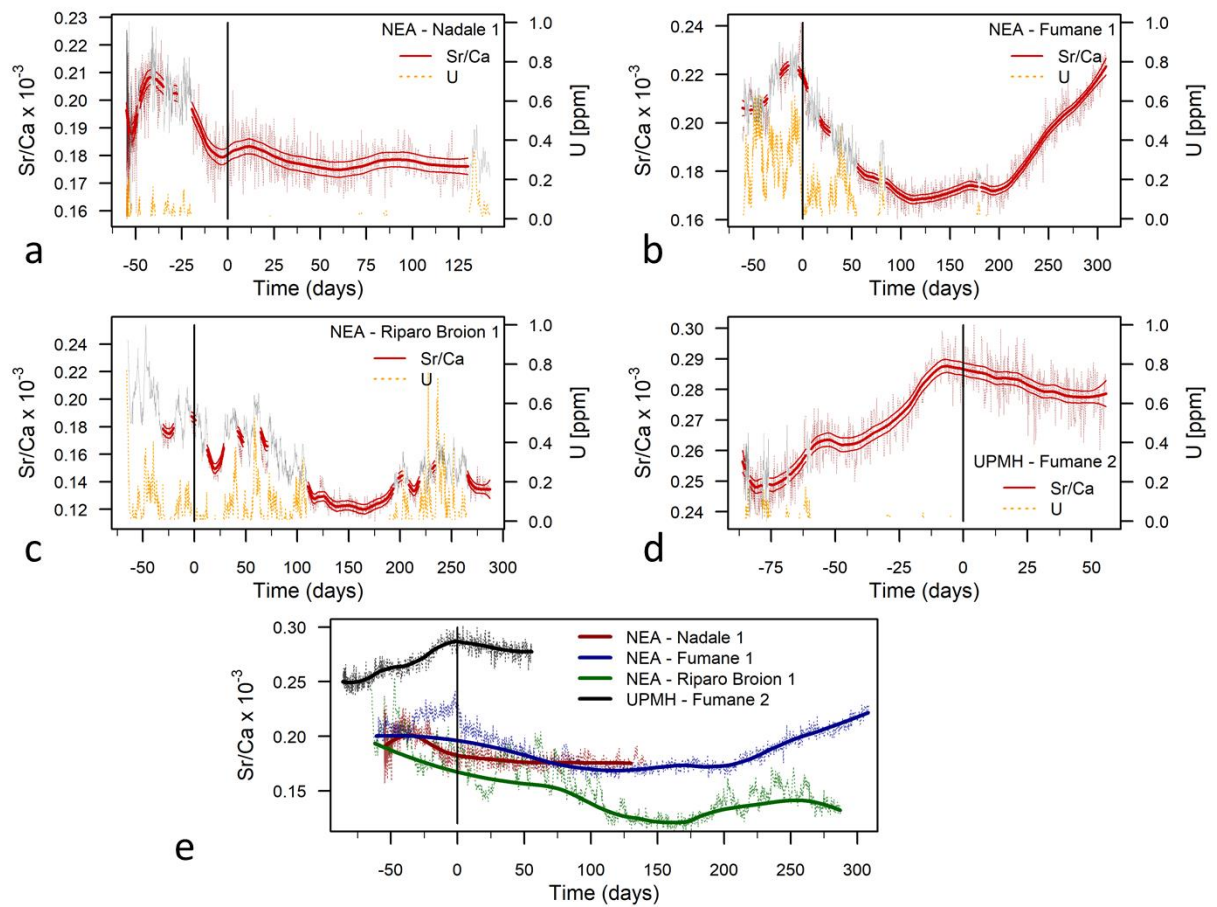 NEA - Nadale 1
Sr/Ca
U
0.23
0.22
0.21
0.20
0.19
0.18
0.17
0.16
Sr/Ca x 10⁻³
1.0
0.8
0.6
0.4
0.2
0.0
U [ppm]
-50 -25 0 25 50 75 100 125
Time (days)
a
NEA - Fumane 1
Sr/Ca
U
0.24
0.22
0.20
0.18
0.16
Sr/Ca x 10⁻³
1.0
0.8
0.6
0.4
0.2
0.0
U [ppm]
-50 0 50 100 150 200 250 300
Time (days)
b
NEA - Riparo Broion 1
Sr/Ca
U
0.24
0.22
0.20
0.18
0.16
0.14
0.12
Sr/Ca x 10⁻³
1.0
0.8
0.6
0.4
0.2
0.0
U [ppm]
-50 0 50 100 150 200 250 300
Time (days)
c
UPMH - Fumane 2
Sr/Ca
U
0.30
0.29
0.28
0.27
0.26
0.25
0.24
Sr/Ca x 10⁻³
1.0
0.8
0.6
0.4
0.2
0.0
U [ppm]
-75 -50 -25 0 25 50
Time (days)
d
NEA - Nadale 1
NEA - Fumane 1
NEA - Riparo Broion 1
UPMH - Fumane 2
0.30
0.25
0.20
0.15
Sr/Ca x 10⁻³
-50 0 50 100 150 200 250 300
Time (days)
e